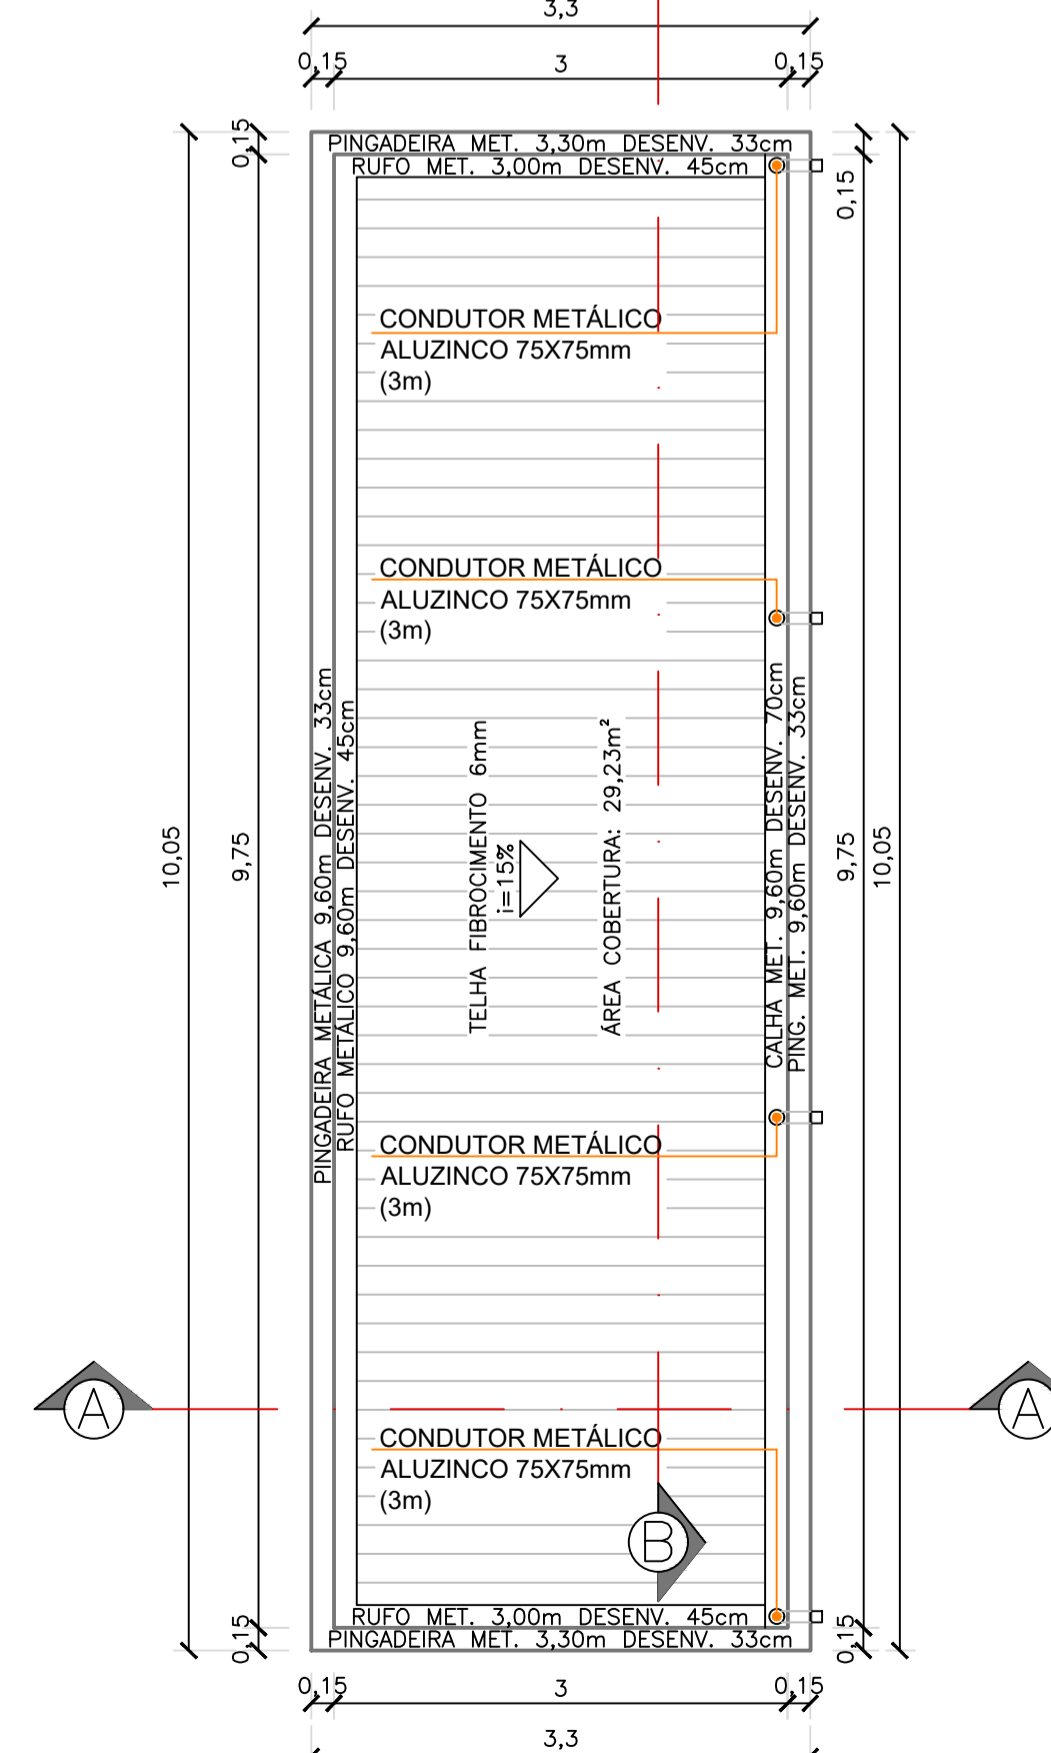 3,3
0,15
3
0,15
0,15
PINGADEIRA MET. 3,30m DESENV. 33cm
RUFO MET. 3,00m DESENV. 45cm
0,15
CONDUTOR METÁLICO
ALUZINCO 75X75mm
(3m)
CONDUTOR METÁLICO
ALUZINCO 75X75mm
(3m)
10,05
9,75
PINGADEIRA METÁLICA 9,60m DESENV. 33cm
RUFO METÁLICO 9,60m DESENV. 45cm
TELHA FIBROCIMENTO 6mm
i=15%
ÁREA COBERTURA: 29,23m²
CALHA MET. 9,60m DESENV. 70cm
PING. MET. 9,60m DESENV. 33cm
9,75
10,05
CONDUTOR METÁLICO
ALUZINCO 75X75mm
(3m)
A
A
CONDUTOR METÁLICO
ALUZINCO 75X75mm
(3m)
B
RUFO MET. 3,00m DESENV. 45cm
0,15
PINGADEIRA MET. 3,30m DESENV. 33cm
0,15
0,15
3
0,15
3,3